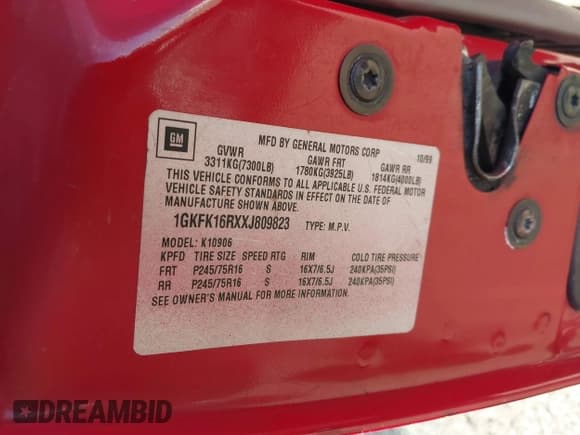 GM
MFD BY GENERAL MOTORS CORP 10/99
GVWR GAWR FRT GAWR RR
3311KG(7300LB) 1780KG(3925LB) 1814KG(4000LB)
THIS VEHICLE CONFORMS TO ALL APPLICABLE U.S. FEDERAL MOTOR
VEHICLE SAFETY STANDARDS IN EFFECT ON THE DATE OF
MANUFACTURE SHOWN ABOVE.
1GKFK16RXXJ809823 TYPE: M.P.V.
MODEL: K10906
KPFD TIRE SIZE SPEED RTG RIM COLD TIRE PRESSURE
FRT P245/75R16 S 16X7/6.5J 240KPA(35PSI)
RR P245/75R16 S 16X7/6.5J 240KPA(35PSI)
SEE OWNER'S MANUAL FOR MORE INFORMATION.
DREAMBID